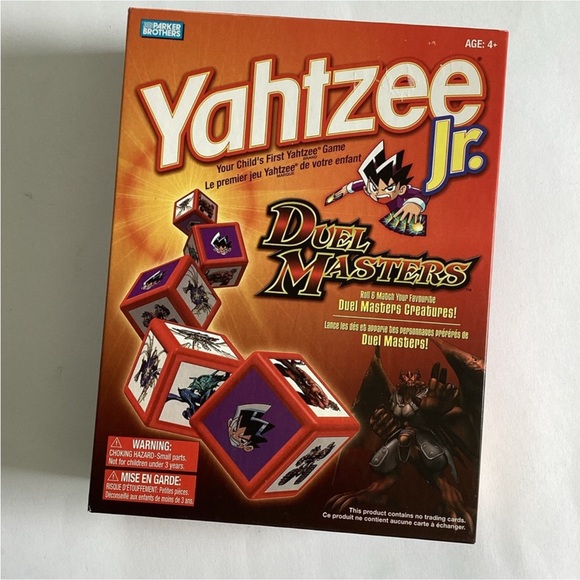 PARKER BROTHERS
AGE: 4+
Yahtzee®
Jr.
Your Child's First Yahtzee® Game
BRAND
Le premier jeu Yahtzee® de votre enfant
MARQUE
DUEL MASTERS™
Roll & Match Your Favourite
Duel Masters Creatures!
Lance les dés et apparie tes personnages préférés de
Duel Masters!
WARNING:
CHOKING HAZARD-Small parts.
Not for children under 3 years.
MISE EN GARDE:
RISQUE D'ÉTOUFFEMENT: Petites pièces.
Déconseillé aux enfants de moins de 3 ans.
This product contains no trading cards.
Ce produit ne contient aucune carte à échanger.